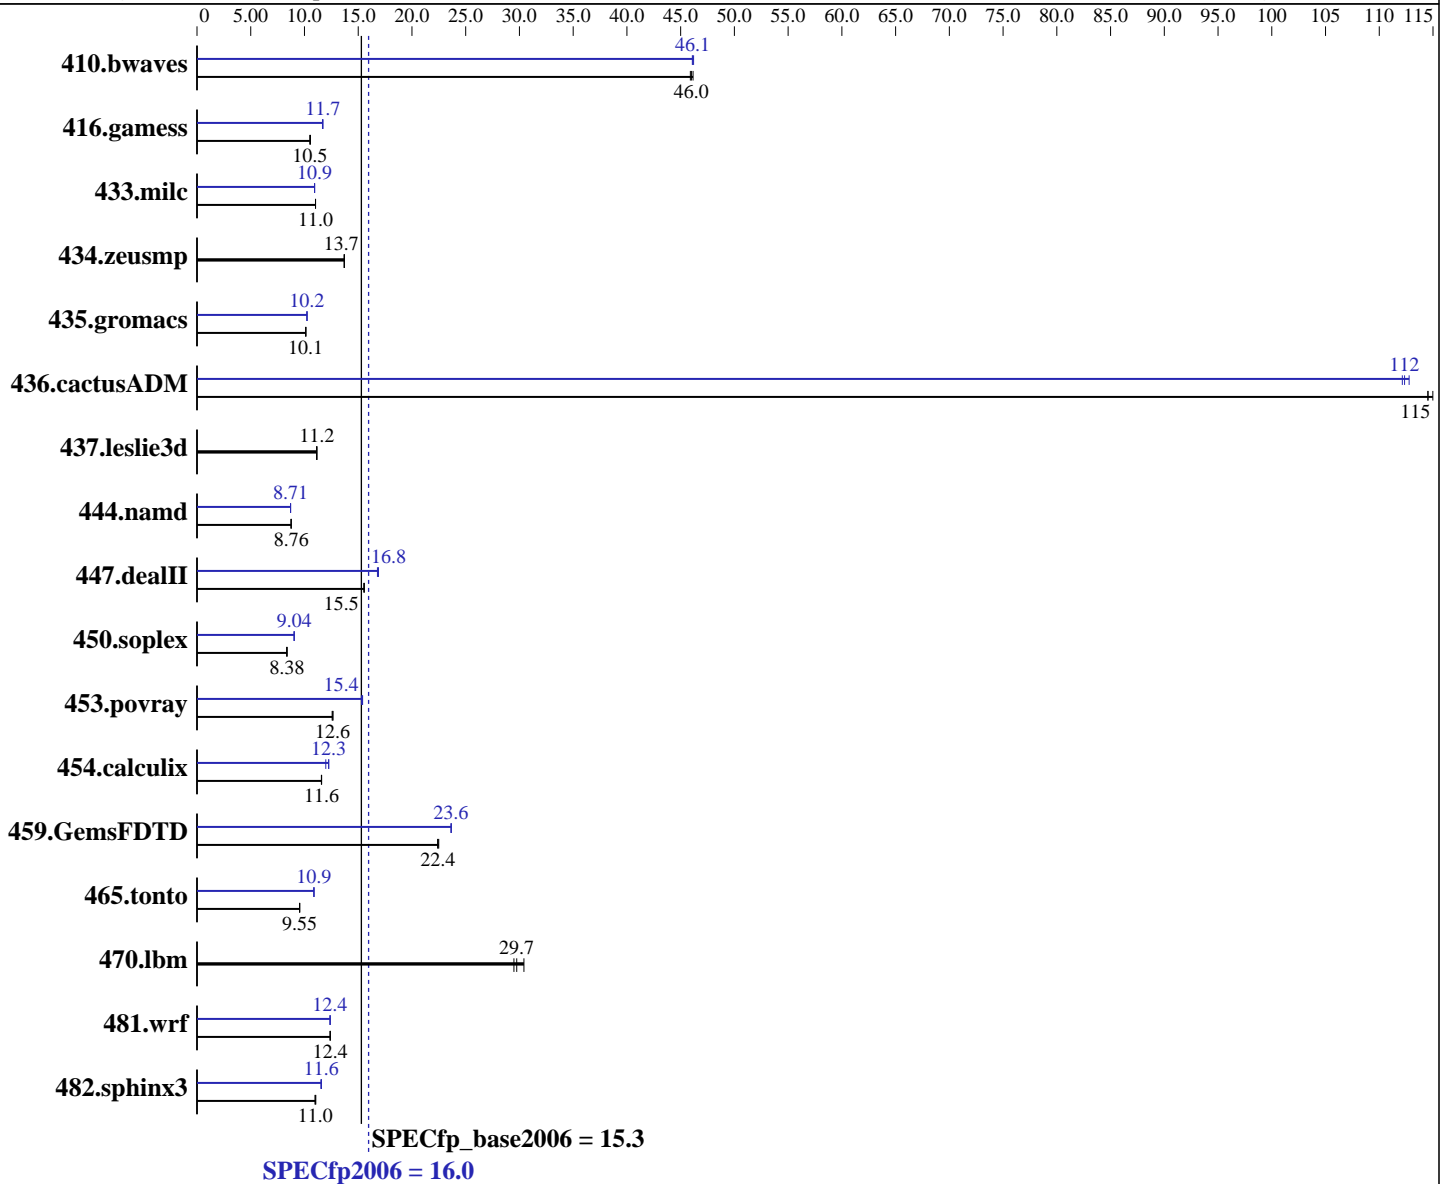 0 5.00 10.0 15.0 20.0 25.0 30.0 35.0 40.0 45.0 50.0 55.0 60.0 65.0 70.0 75.0 80.0 85.0 90.0 95.0 100 105 110 115
46.1
410.bwaves
46.0
11.7
416.gamess
10.5
10.9
433.milc
11.0
13.7
434.zeusmp
10.2
435.gromacs
10.1
112
436.cactusADM
115
11.2
437.leslie3d
8.71
444.namd
8.76
16.8
447.dealII
15.5
9.04
450.soplex
8.38
15.4
453.povray
12.6
12.3
454.calculix
11.6
23.6
459.GemsFDTD
22.4
10.9
465.tonto
9.55
29.7
470.lbm
12.4
481.wrf
12.4
11.6
482.sphinx3
11.0
SPECfp_base2006 = 15.3
SPECfp2006 = 16.0